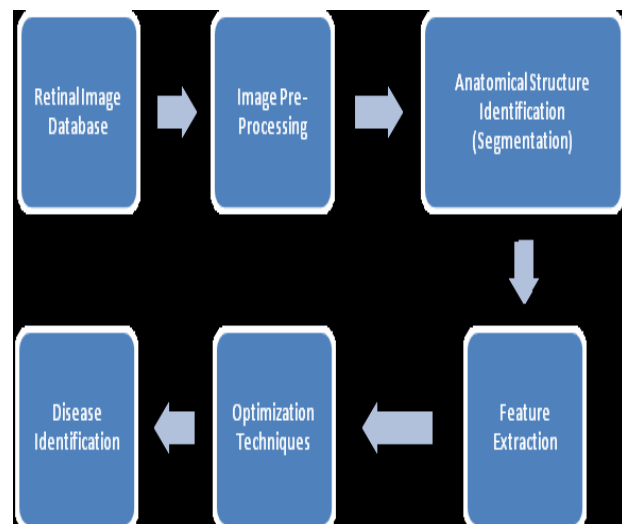 Retinal Image
Database
Image Pre-
Processing
Anatomical Structure
Identification
(Segmentation)
Feature
Extraction
Optimization
Techniques
Disease
Identification